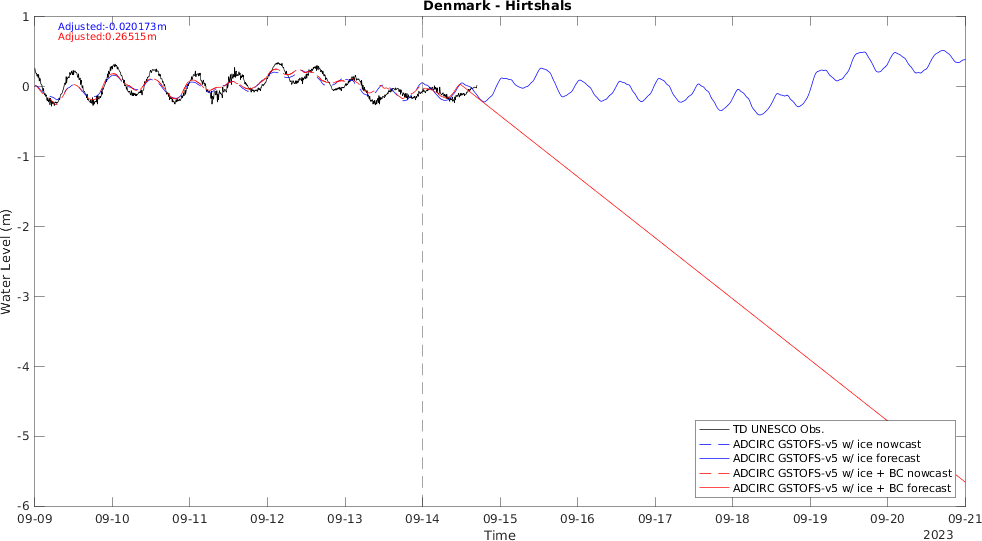 Denmark - Hirtshals
Adjusted:-0.020173m
Adjusted:0.26515m
1
0
-1
-2
-3
-4
-5
-6
Water Level (m)
TD UNESCO Obs.
ADCIRC GSTOFS-v5 w/ ice nowcast
ADCIRC GSTOFS-v5 w/ ice forecast
ADCIRC GSTOFS-v5 w/ ice + BC nowcast
ADCIRC GSTOFS-v5 w/ ice + BC forecast
09-09 09-10 09-11 09-12 09-13 09-14 09-15 09-16 09-17 09-18 09-19 09-20 09-21
Time
2023